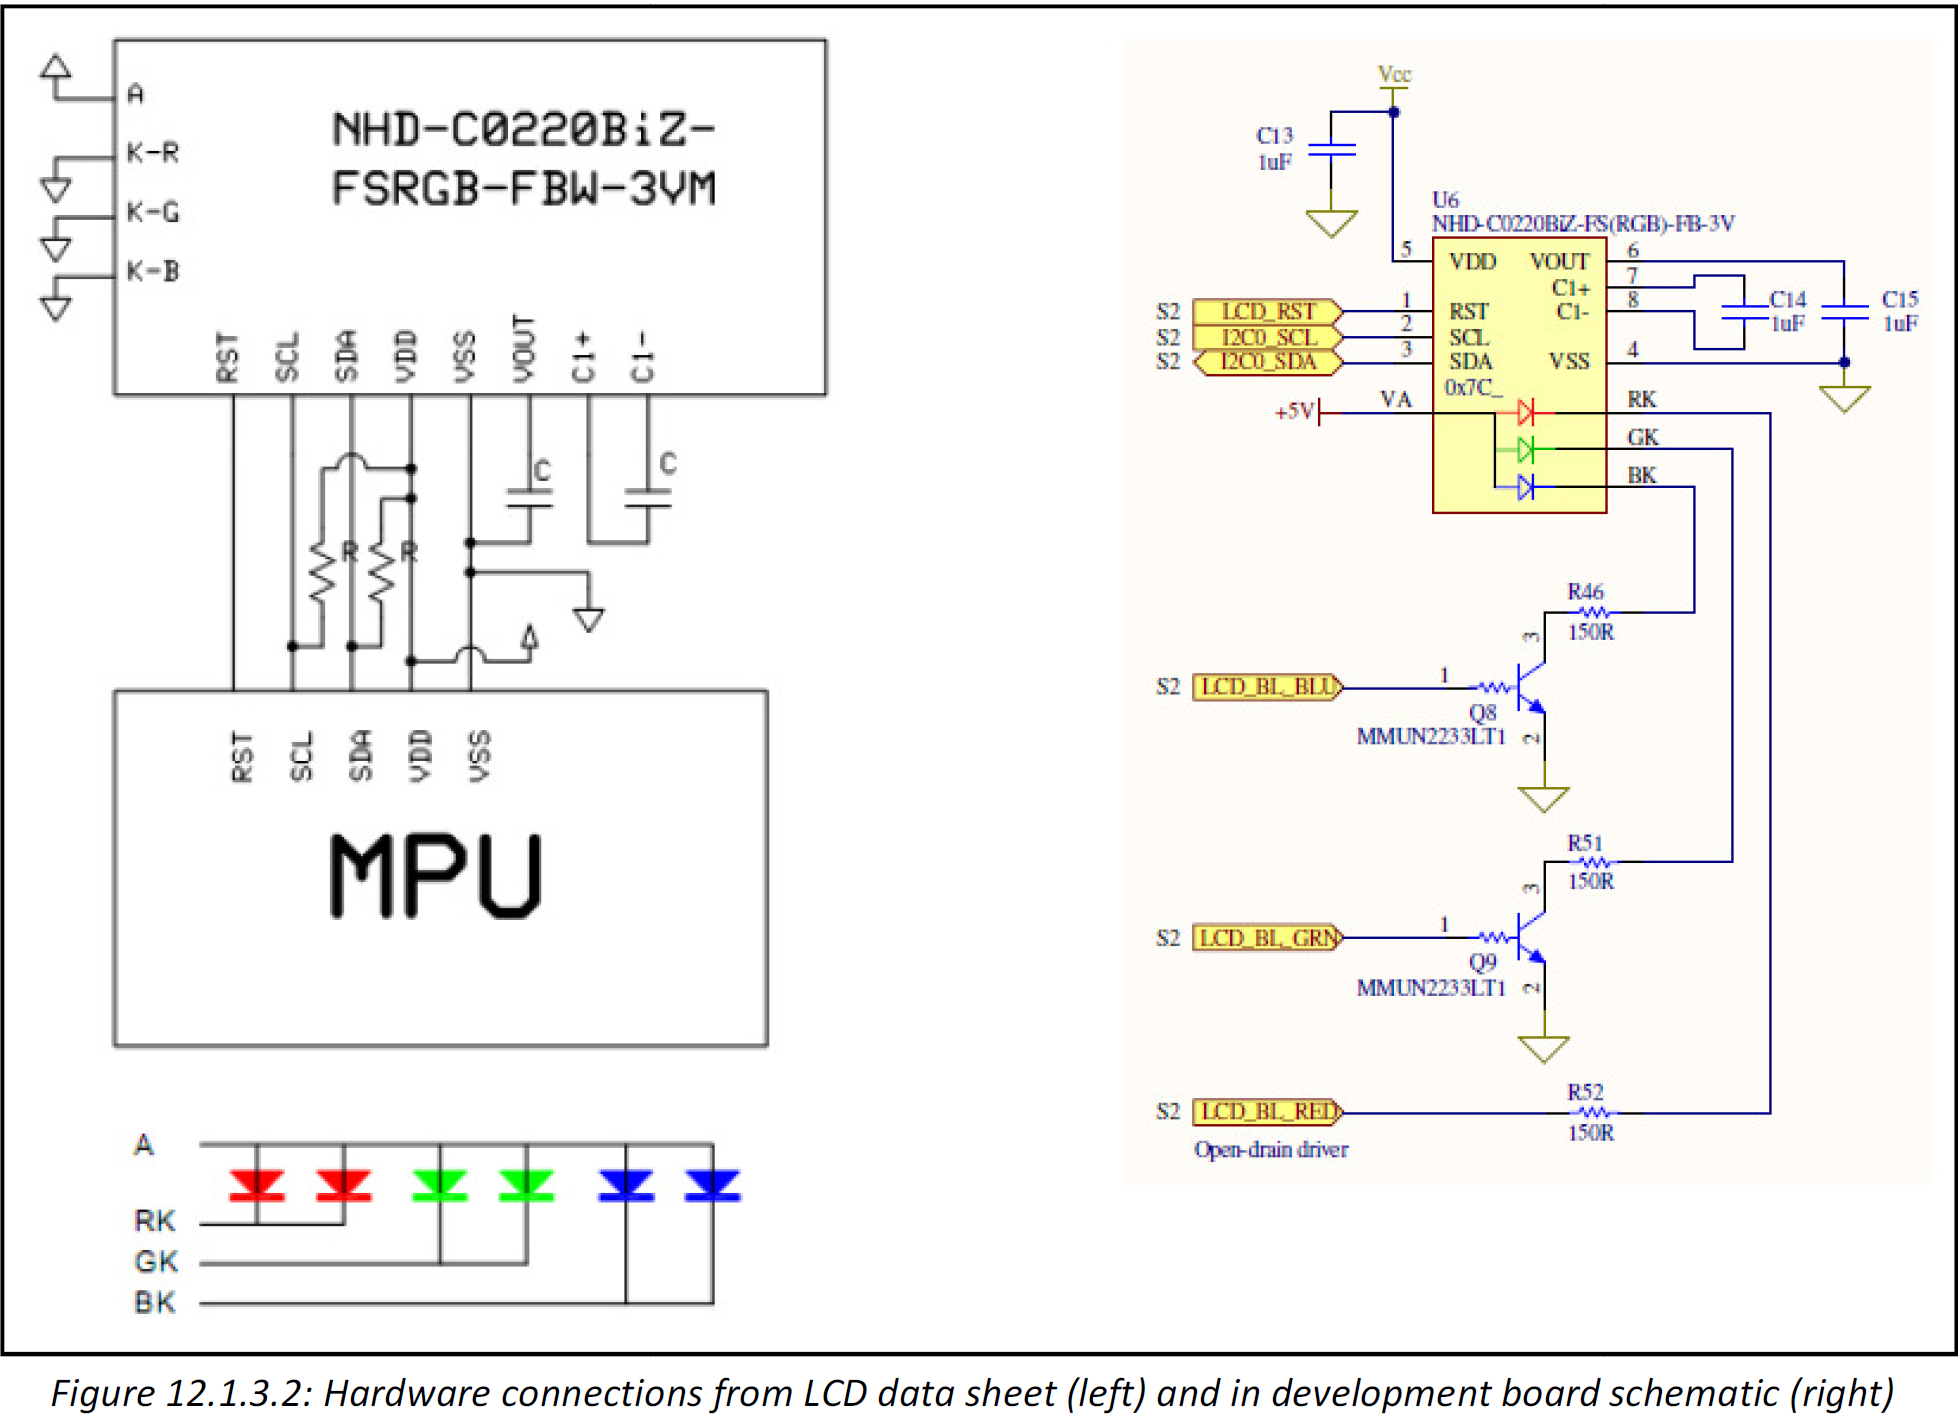 A
K-R
K-G
K-B
NHD-C0220BiZ-
FSRGB-FBW-3VM
RST
SCL
SDA
VDD
VSS
VOUT
C1+
C1-
C
C
R
R
RST
SCL
SDA
VDD
VSS
MPU
A
RK
GK
BK
Vcc
C13
1uF
U6
NHD-C0220BiZ-FS(RGB)-FB-3V
5
VDD
VOUT
6
C1+
7
C1-
8
S2
LCD_RST
1
RST
S2
I2C0_SCL
2
SCL
S2
I2C0_SDA
3
SDA
0x7C_
VSS
4
C14
1uF
C15
1uF
+5V
VA
RK
GK
BK
R46
150R
3
S2
LCD_BL_BLU
1
Q8
MMUN2233LT1
2
R51
150R
3
S2
LCD_BL_GRN
1
Q9
MMUN2233LT1
2
R52
150R
S2
LCD_BL_RED
Open-drain driver
Figure 12.1.3.2: Hardware connections from LCD data sheet (left) and in development board schematic (right)